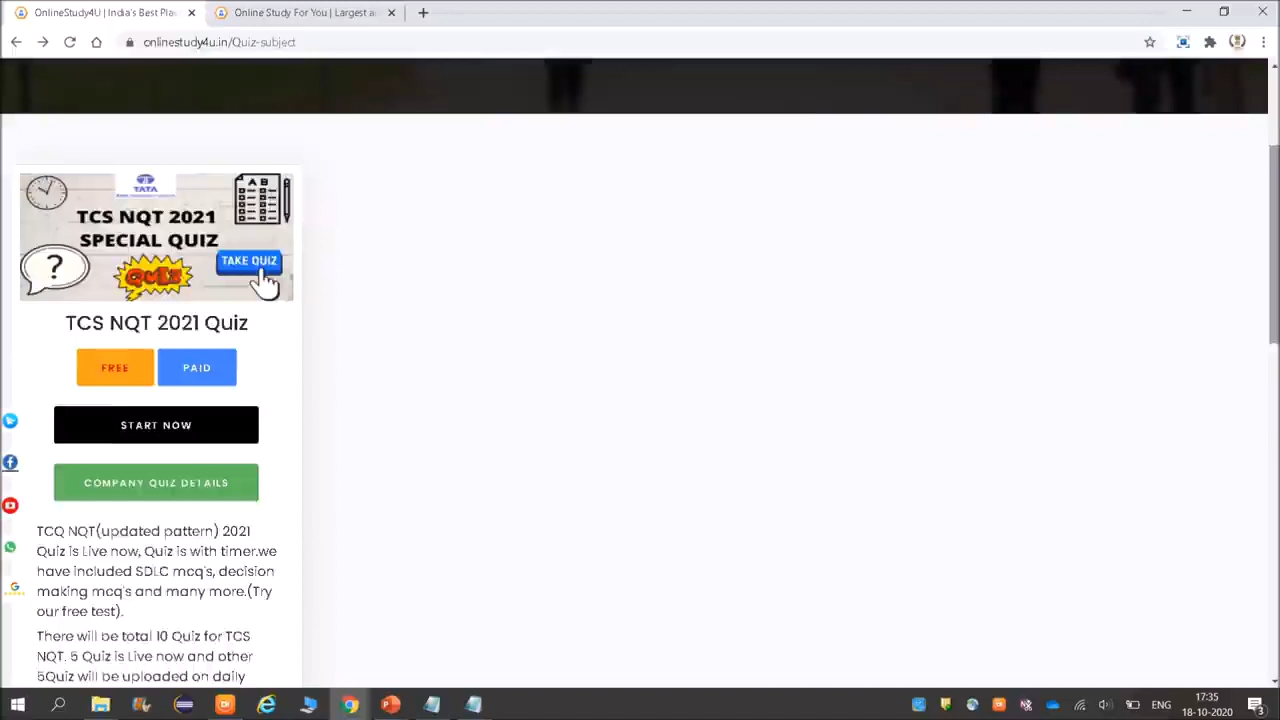 OnlineStudy4U | India's Best Pla
Online Study For You | Largest a
onlinestudy4u.in/Quiz-subject
TATA
A B
TCS NQT 2021
SPECIAL QUIZ
?
QUIZ
TAKE QUIZ
TCS NQT 2021 Quiz
FREE
PAID
START NOW
COMPANY QUIZ DETAILS
TCQ NQT(updated pattern) 2021
Quiz is Live now, Quiz is with timer.we
have included SDLC mcq's, decision
making mcq's and many more.(Try
our free test).
There will be total 10 Quiz for TCS
NQT. 5 Quiz is Live now and other
5Quiz will be uploaded on daily
ENG
17:35
18-10-2020
3